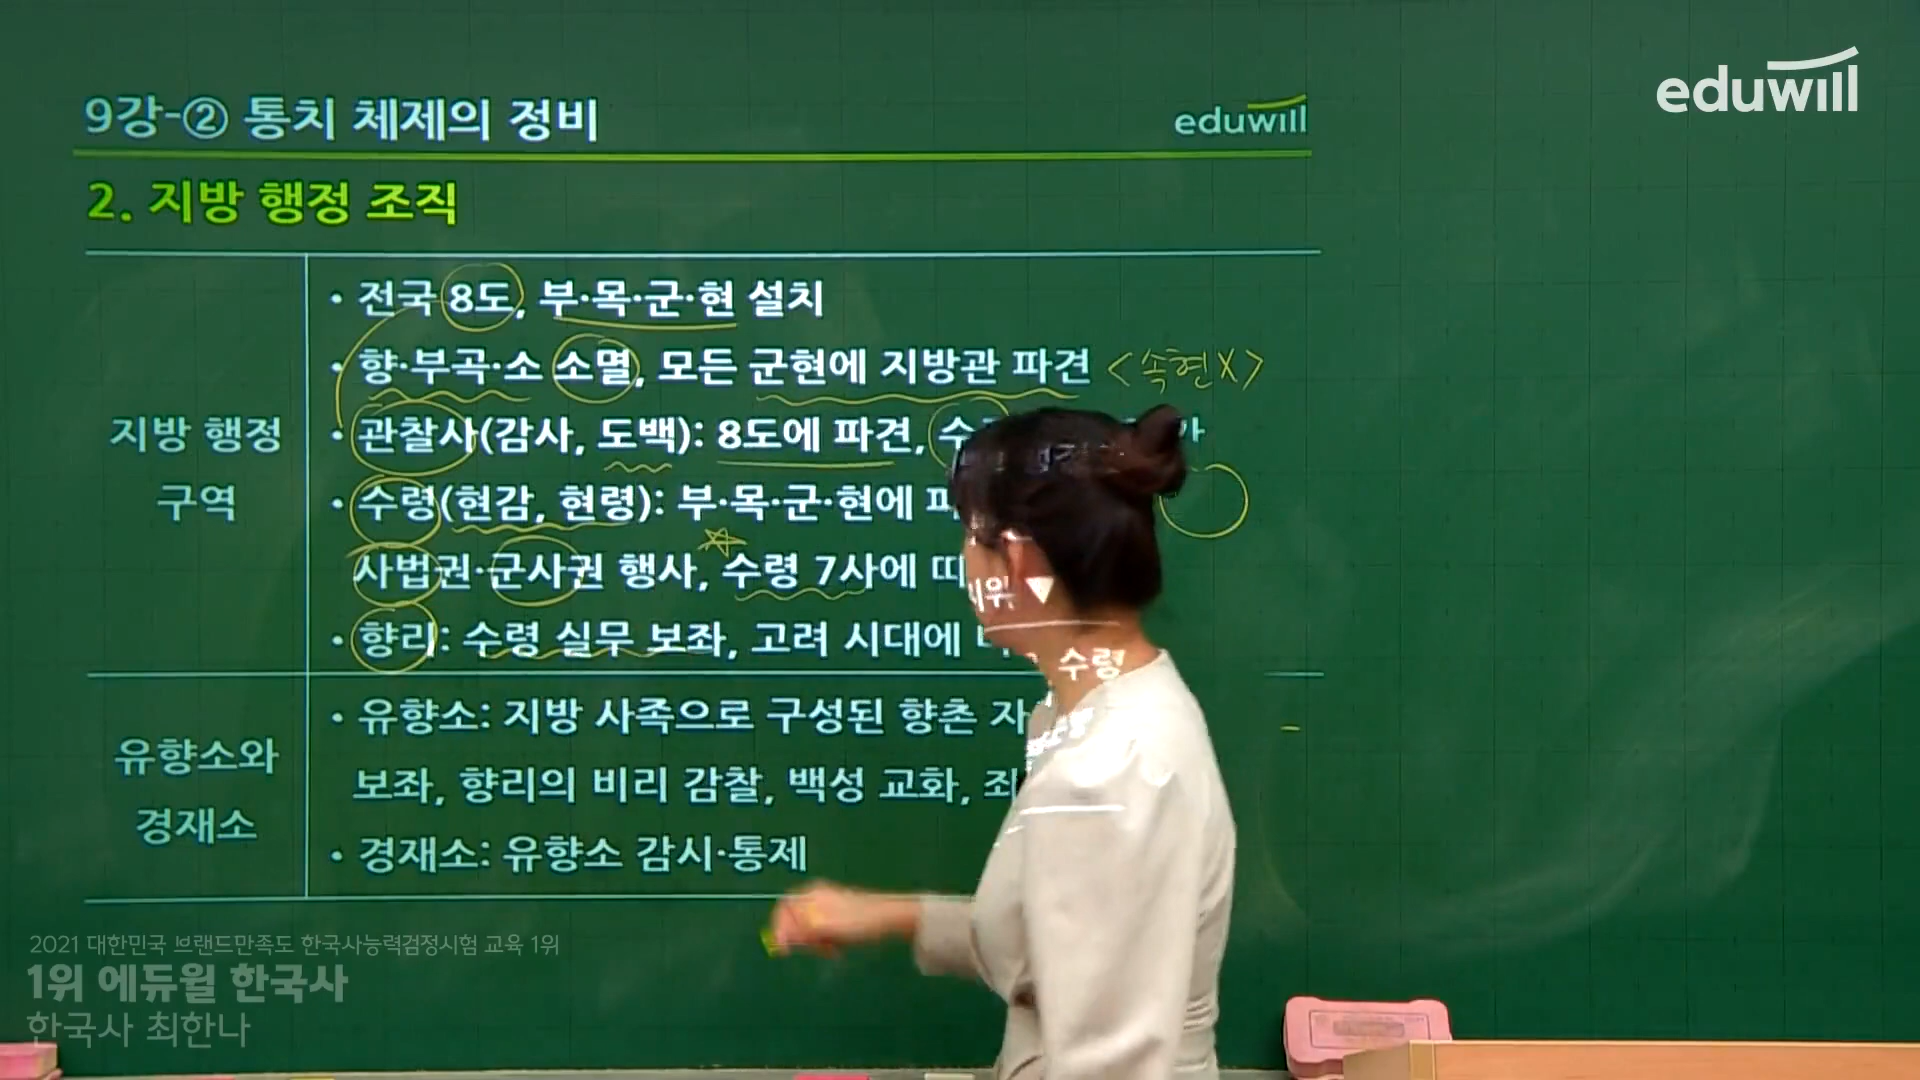 eduwill
9강-② 통치 체제의 정비
eduwill
2. 지방 행정 조직
지방 행정
구역
• 전국 8도, 부·목·군·현 설치
• 향·부곡·소 소멸, 모든 군현에 지방관 파견 <속현X>
• 관찰사(감사, 도백): 8도에 파견,
• 수령(현감, 현령): 부·목·군·현에
사법권·군사권 행사, 수령 7사에
• 향리: 수령 실무 보좌, 고려 시대에
지위 ▼
수령
유향소와
경재소
• 유향소: 지방 사족으로 구성된 향촌
보좌, 향리의 비리 감찰, 백성 교화,
• 경재소: 유향소 감시·통제
2021 대한민국 브랜드만족도 한국사능력검정시험 교육 1위
1위 에듀윌 한국사
한국사 최한나